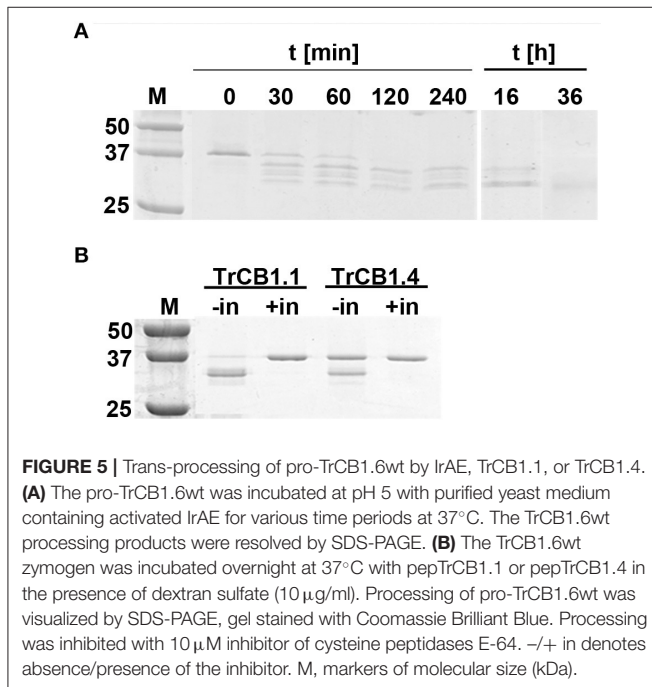 A
t [min] t [h]
M 0 30 60 120 240 16 36
50
37
25
B
TrCB1.1 TrCB1.4
M -in +in -in +in
50
37
25
FIGURE 5 | Trans-processing of pro-TrCB1.6wt by IrAE, TrCB1.1, or TrCB1.4.
(A) The pro-TrCB1.6wt was incubated at pH 5 with purified yeast medium
containing activated IrAE for various time periods at 37°C. The TrCB1.6wt
processing products were resolved by SDS-PAGE. (B) The TrCB1.6wt
zymogen was incubated overnight at 37°C with pepTrCB1.1 or pepTrCB1.4 in
the presence of dextran sulfate (10 µg/ml). Processing of pro-TrCB1.6wt was
visualized by SDS-PAGE, gel stained with Coomassie Brilliant Blue. Processing
was inhibited with 10 µM inhibitor of cysteine peptidases E-64. –/+ in denotes
absence/presence of the inhibitor. M, markers of molecular size (kDa).